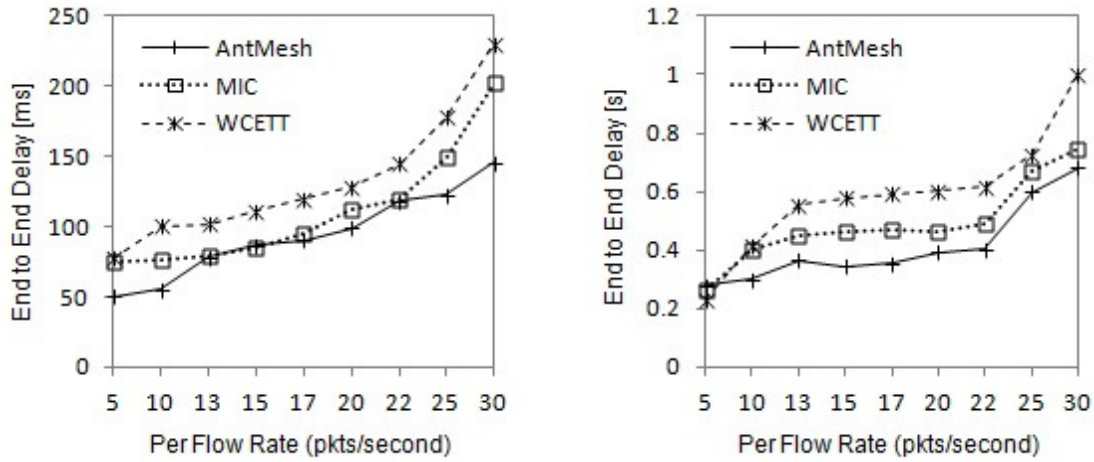 250
200
150
100
50
0
End to End Delay [ms]
AntMesh
MIC
WCETT
5 10 13 15 17 20 22 25 30
Per Flow Rate (pkts/second)
1.2
1
0.8
0.6
0.4
0.2
0
End to End Delay [s]
AntMesh
MIC
WCETT
5 10 13 15 17 20 22 25 30
Per Flow Rate (pkts/second)